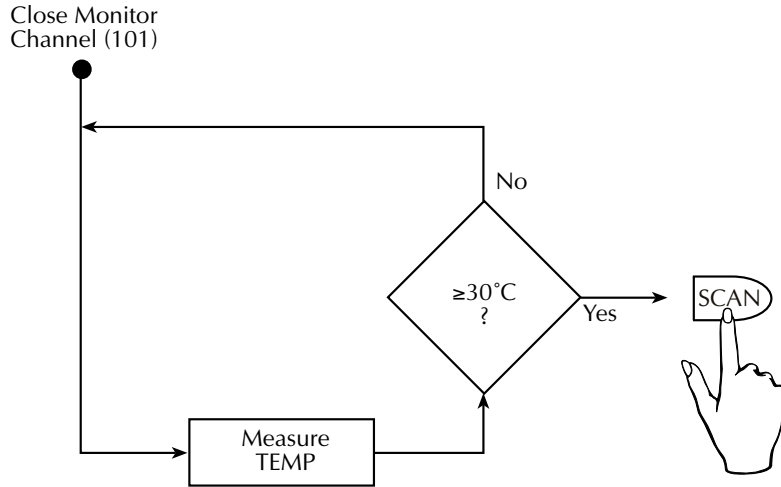 Close Monitor
Channel (101)
No
≥30˚C
?
Yes
SCAN
Measure
TEMP